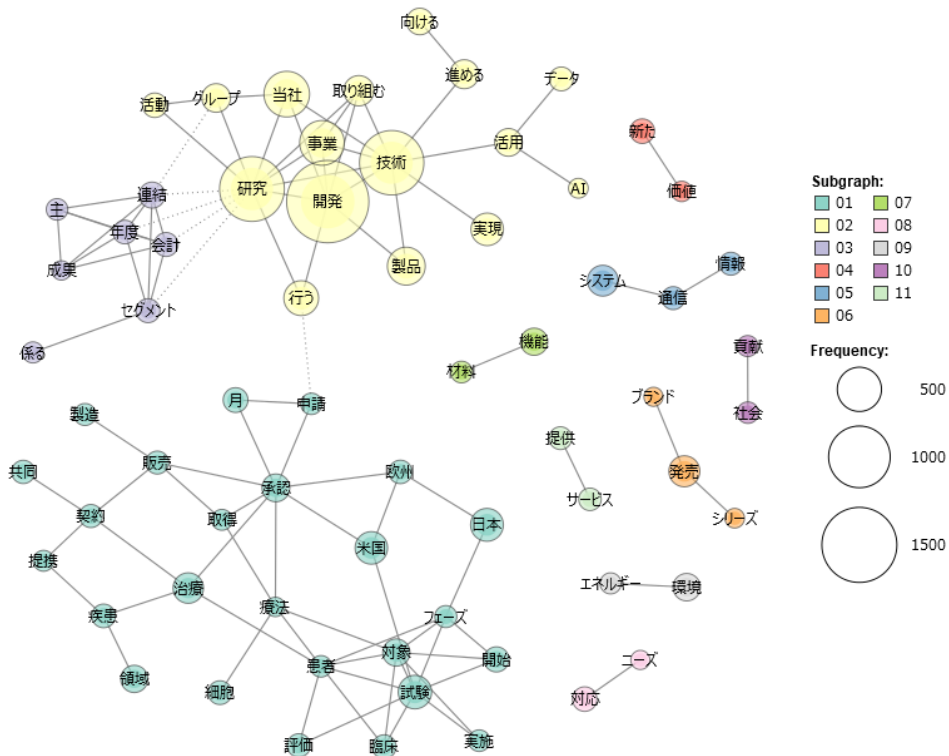 向ける
進める
データ
活動
グループ
当社
取り組む
事業
技術
活用
AI
研究
開発
実現
製品
行う
新た
価値
主
連結
年度
会計
成果
セグメント
係る
システム
通信
情報
機能
材料
貢献
社会
ブランド
発売
シリーズ
提供
サービス
エネルギー
環境
ニーズ
対応
月
申請
製造
販売
共同
契約
取得
承認
欧州
日本
米国
提携
治療
疾患
療法
領域
細胞
フェーズ
対象
開始
患者
試験
評価
臨床
実施
Subgraph:
01
02
03
04
05
06
07
08
09
10
11
Frequency:
500
1000
1500